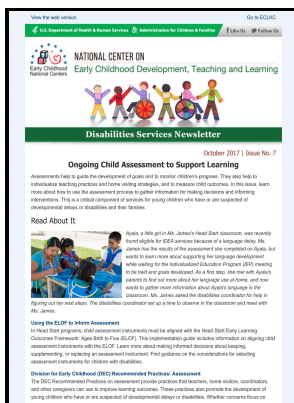 View the web version
Go to ECLKC
U.S. Department of Health & Human Services
Administration for Children & Families
Like Us
Follow Us
Early Childhood
National Centers
NATIONAL CENTER ON
Early Childhood Development, Teaching and Learning
Disabilities Services Newsletter
October 2017 | Issue No. 7
Ongoing Child Assessment to Support Learning
Assessments help to guide the development of goals and to monitor children's progress. They also help to
individualize teaching practices and home visiting strategies, and to measure child outcomes. In this issue, learn
more about how to use the assessment process to gather information for making decisions and informing
interventions. This is a critical component of services for young children who have or are suspected of
developmental delays or disabilities and their families.
Read About It
Ayala, a little girl in Ms. James's Head Start classroom, was recently
found eligible for IDEA services because of a language delay. Ms.
James has the results of the assessment she completed on Ayala, but
wants to learn more about supporting her language development
while waiting for the Individualized Education Program (IEP) meeting
to be held and goals developed. As a first step, she met with Ayala's
parents to find out more about her language use at home, and now
wants to gather more information about Ayala's language in the
classroom. Ms. James asked the disabilities coordinator for help in
figuring out her next steps. The disabilities coordinator set up a time to observe in the classroom and meet with
Ms. James.
Using the ELOF to Inform Assessment
In Head Start programs, child assessment instruments must be aligned with the Head Start Early Learning
Outcomes Framework: Ages Birth to Five (ELOF). This implementation guide includes information on aligning child
assessment instruments with the ELOF. Learn more about making informed decisions about keeping,
supplementing, or replacing an assessment instrument. Find guidance on the considerations for selecting
assessment instruments for children with disabilities.
Division for Early Childhood (DEC) Recommended Practices: Assessment
The DEC Recommended Practices on assessment provide practices that teachers, home visitors, coordinators,
and other caregivers can use to improve learning outcomes. These practices also promote the development of
young children who have or are suspected of developmental delays or disabilities. Whether concerns focus on